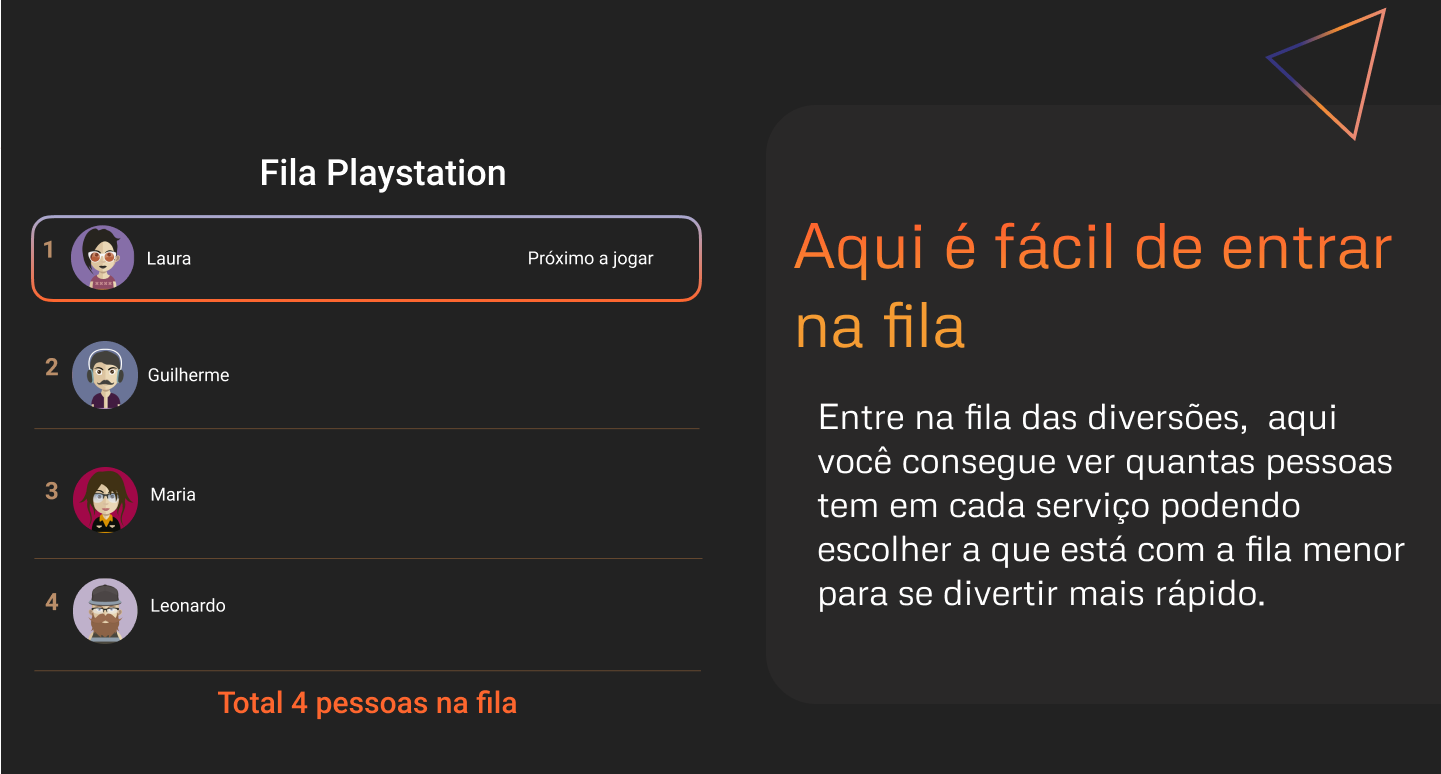 Fila Playstation
1 Laura Próximo a jogar
2 Guilherme
3 Maria
4 Leonardo
Total 4 pessoas na fila
Aqui é fácil de entrar
na fila
Entre na fila das diversões, aqui
você consegue ver quantas pessoas
tem em cada serviço podendo
escolher a que está com a fila menor
para se divertir mais rápido.